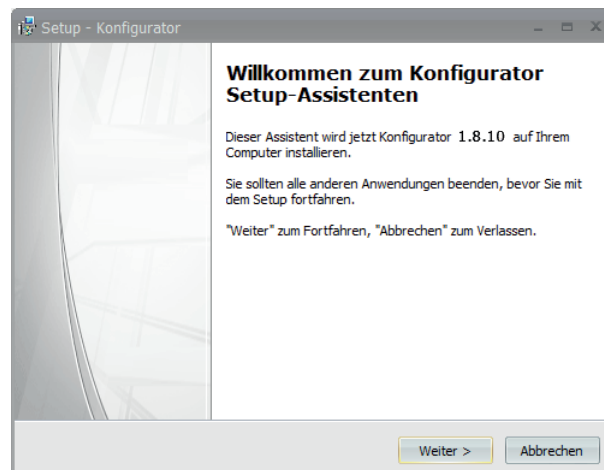 Setup - Konfigurator
Willkommen zum Konfigurator
Setup-Assistenten
Dieser Assistent wird jetzt Konfigurator 1.8.10 auf Ihrem
Computer installieren.
Sie sollten alle anderen Anwendungen beenden, bevor Sie mit
dem Setup fortfahren.
"Weiter" zum Fortfahren, "Abbrechen" zum Verlassen.
Weiter >
Abbrechen